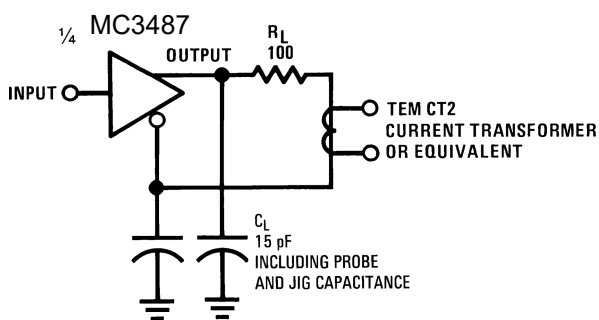 ¼ MC3487
OUTPUT
R_L
100
INPUT
TEM CT2
CURRENT TRANSFORMER
OR EQUIVALENT
C_L
15 pF
INCLUDING PROBE
AND JIG CAPACITANCE